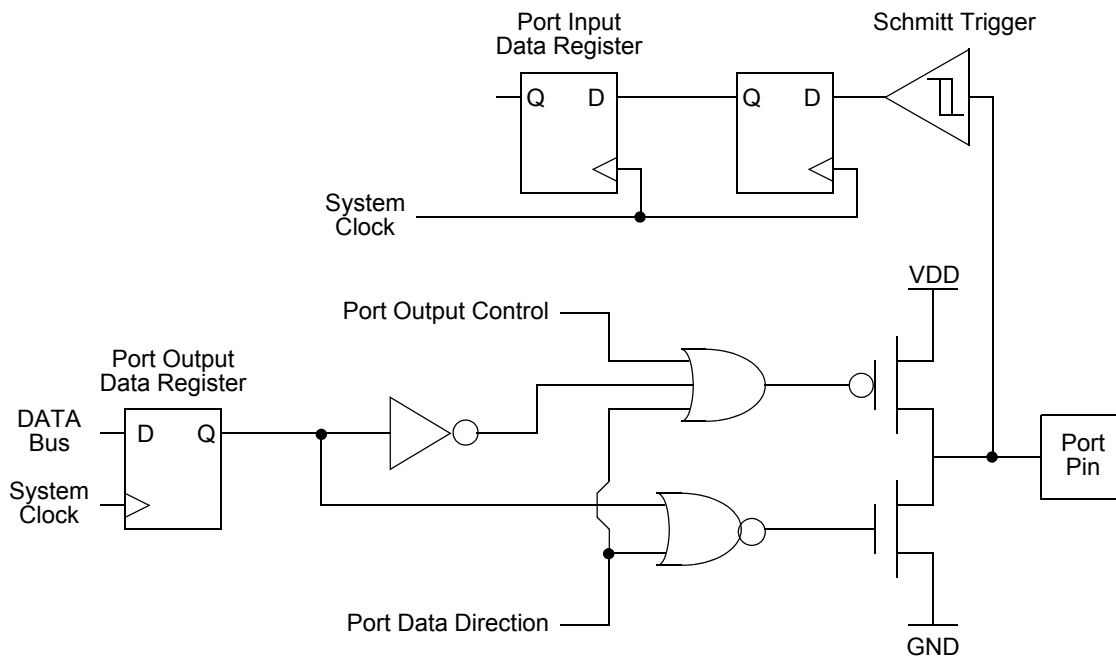 Port Input
Data Register
Schmitt Trigger
Q D
Q D
System
Clock
VDD
Port Output Control
Port Output
Data Register
DATA
Bus
D Q
System
Clock
Port
Pin
Port Data Direction
GND